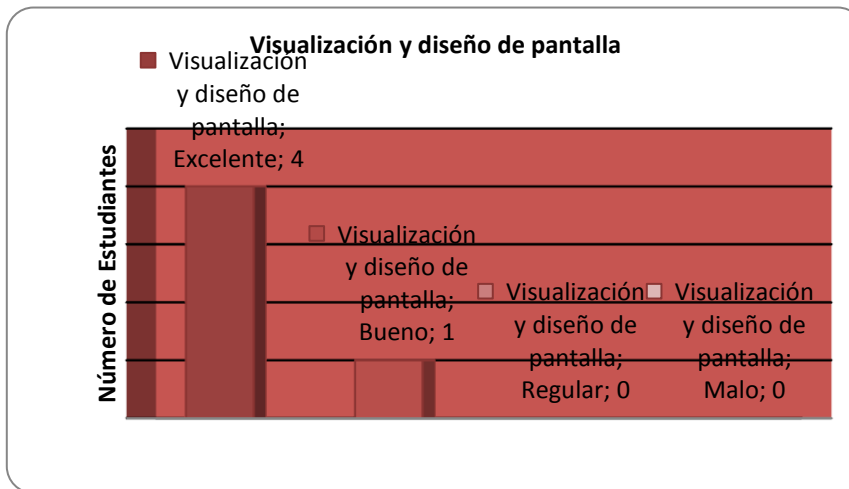 Visualización y diseño de pantalla
Número de Estudiantes
Visualización
y diseño de
pantalla;
Excelente; 4
Visualización
y diseño de
pantalla;
Bueno; 1
Visualización
y diseño de
pantalla;
Regular; 0
Visualización
y diseño de
pantalla;
Malo; 0